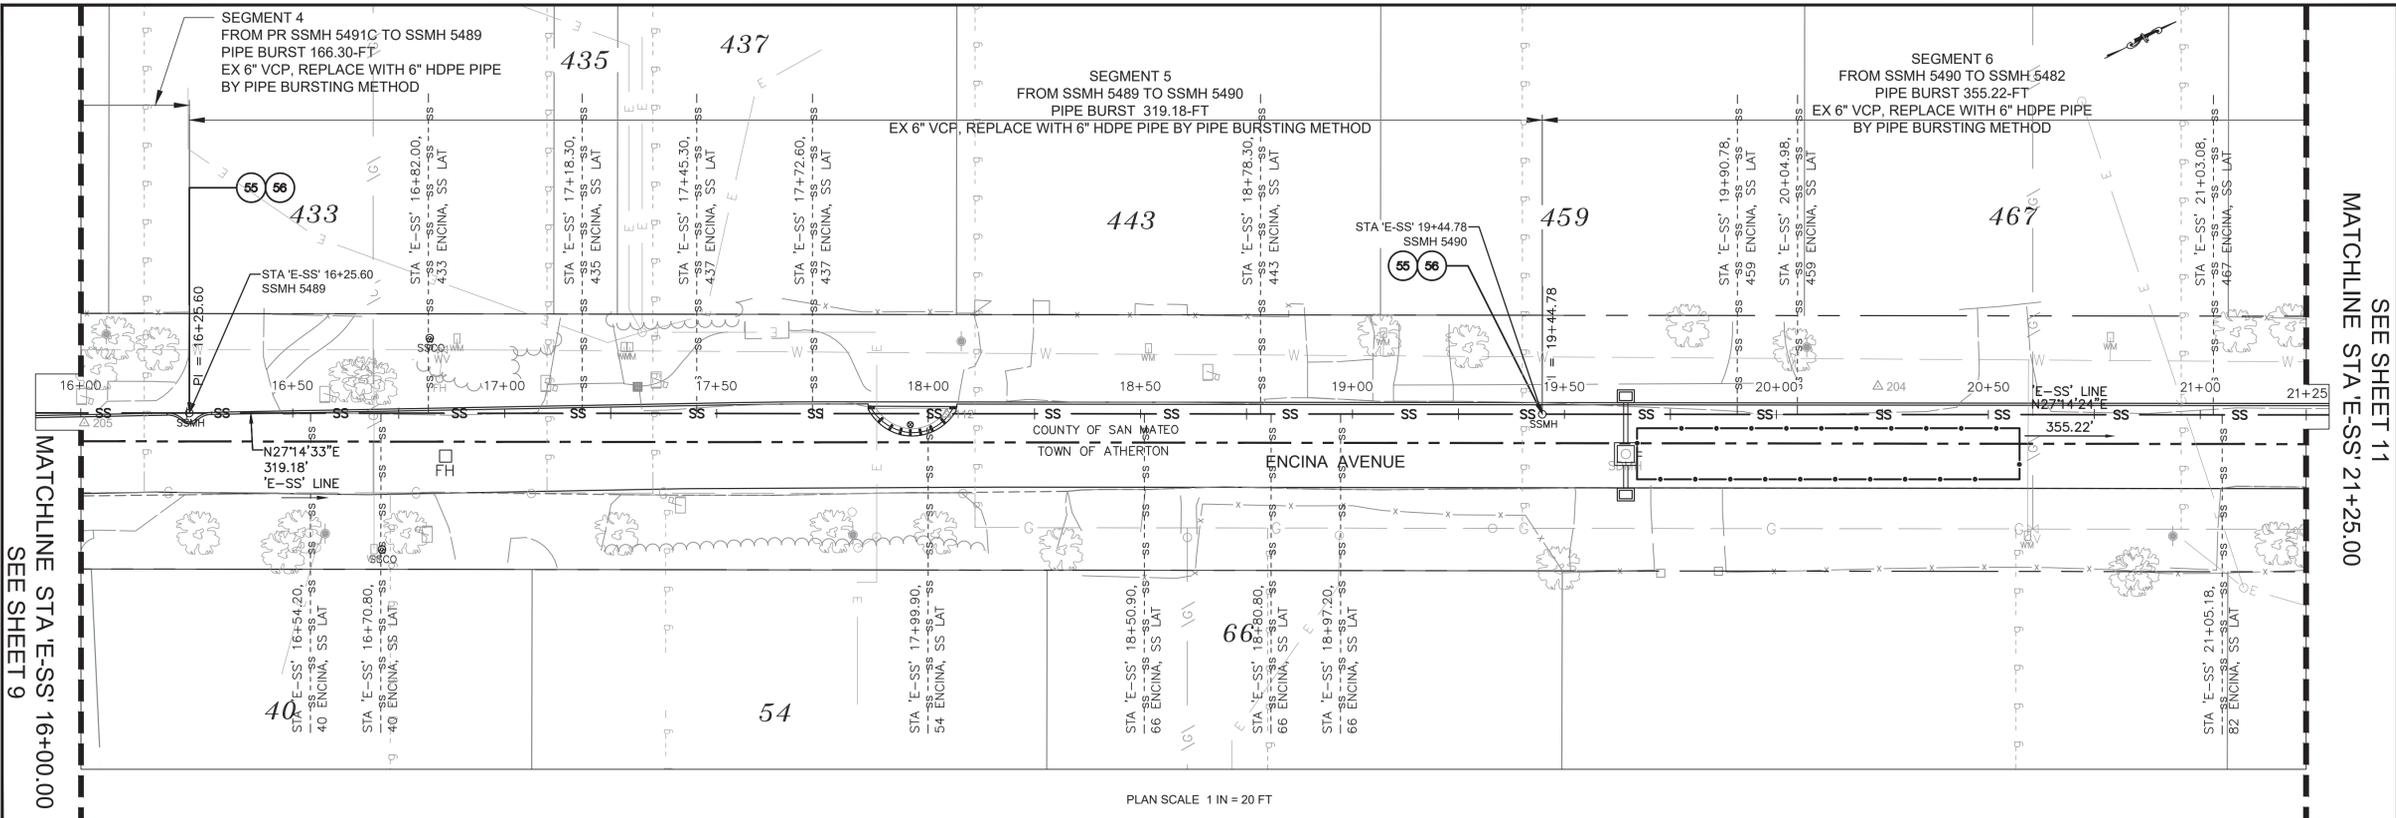 SEGMENT 4
FROM PR SSMH 5491C TO SSMH 5489
PIPE BURST 166.30-FT
EX 6" VCP, REPLACE WITH 6" HDPE PIPE
BY PIPE BURSTING METHOD
435
437
SEGMENT 5
FROM SSMH 5489 TO SSMH 5490
PIPE BURST 319.18-FT
EX 6" VCP, REPLACE WITH 6" HDPE PIPE BY PIPE BURSTING METHOD
SEGMENT 6
FROM SSMH 5490 TO SSMH 5482
PIPE BURST 355.22-FT
EX 6" VCP, REPLACE WITH 6" HDPE PIPE
BY PIPE BURSTING METHOD
55 56
433
443
459
467
STA 'E-SS' 16+82.00,
433 ENCINA, SS LAT
STA 'E-SS' 17+18.30,
435 ENCINA, SS LAT
STA 'E-SS' 17+45.30,
437 ENCINA, SS LAT
STA 'E-SS' 17+72.60,
437 ENCINA, SS LAT
STA 'E-SS' 18+78.30,
443 ENCINA, SS LAT
STA 'E-SS' 19+90.78,
459 ENCINA, SS LAT
STA 'E-SS' 20+04.98,
459 ENCINA, SS LAT
STA 'E-SS' 21+03.08,
467 ENCINA, SS LAT
STA 'E-SS' 16+25.60
SSMH 5489
PI = 16+25.60
STA 'E-SS' 19+44.78
SSMH 5490
55 56
PI = 19+44.78
SSCO
WM
WM
WM
WM
WM
FH
16+00
16+50
17+00
17+50
18+00
18+50
19+00
19+50
20+00
204
20+50
21+00
21+25
205
SSMH
SSMH
COUNTY OF SAN MATEO
TOWN OF ATHERTON
ENCINA AVENUE
N27°14'33"E
319.18'
'E-SS' LINE
FH
'E-SS' LINE
N27°14'24"E
355.22'
SSCO
WM
40
54
66
STA 'E-SS' 16+54.20,
40 ENCINA, SS LAT
STA 'E-SS' 16+70.80,
40 ENCINA, SS LAT
STA 'E-SS' 17+99.90,
54 ENCINA, SS LAT
STA 'E-SS' 18+50.90,
66 ENCINA, SS LAT
STA 'E-SS' 18+80.80,
66 ENCINA, SS LAT
STA 'E-SS' 18+97.20,
66 ENCINA, SS LAT
STA 'E-SS' 21+05.18,
82 ENCINA, SS LAT
MATCHLINE STA 'E-SS' 16+00.00
SEE SHEET 9
MATCHLINE STA 'E-SS' 21+25.00
SEE SHEET 11
PLAN SCALE 1 IN = 20 FT